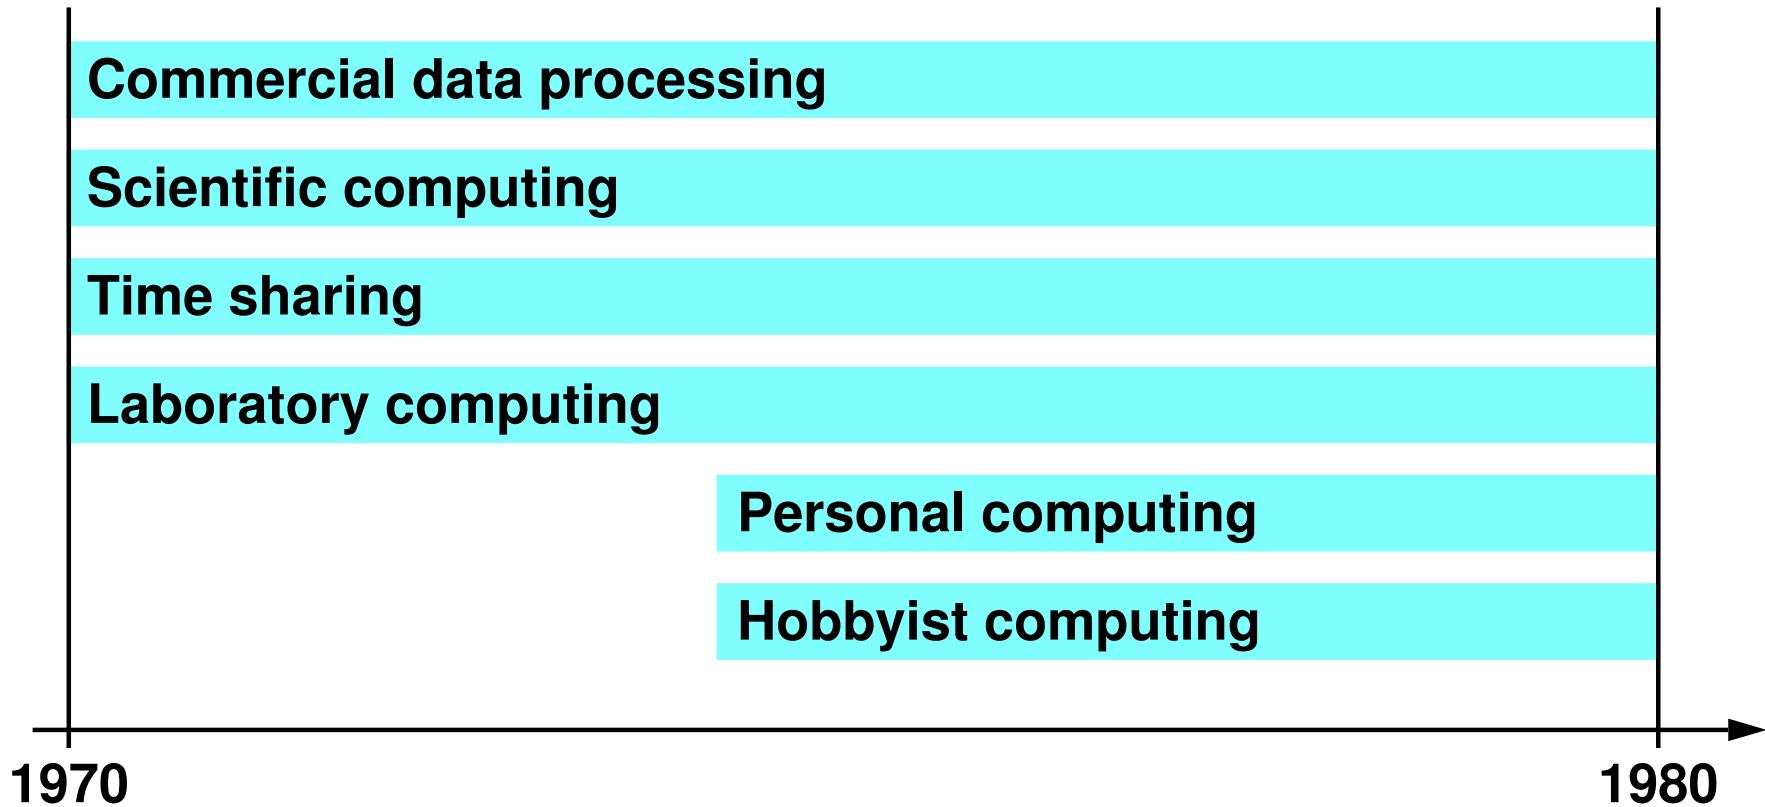 Commercial data processing
Scientific computing
Time sharing
Laboratory computing
Personal computing
Hobbyist computing
1970
1980